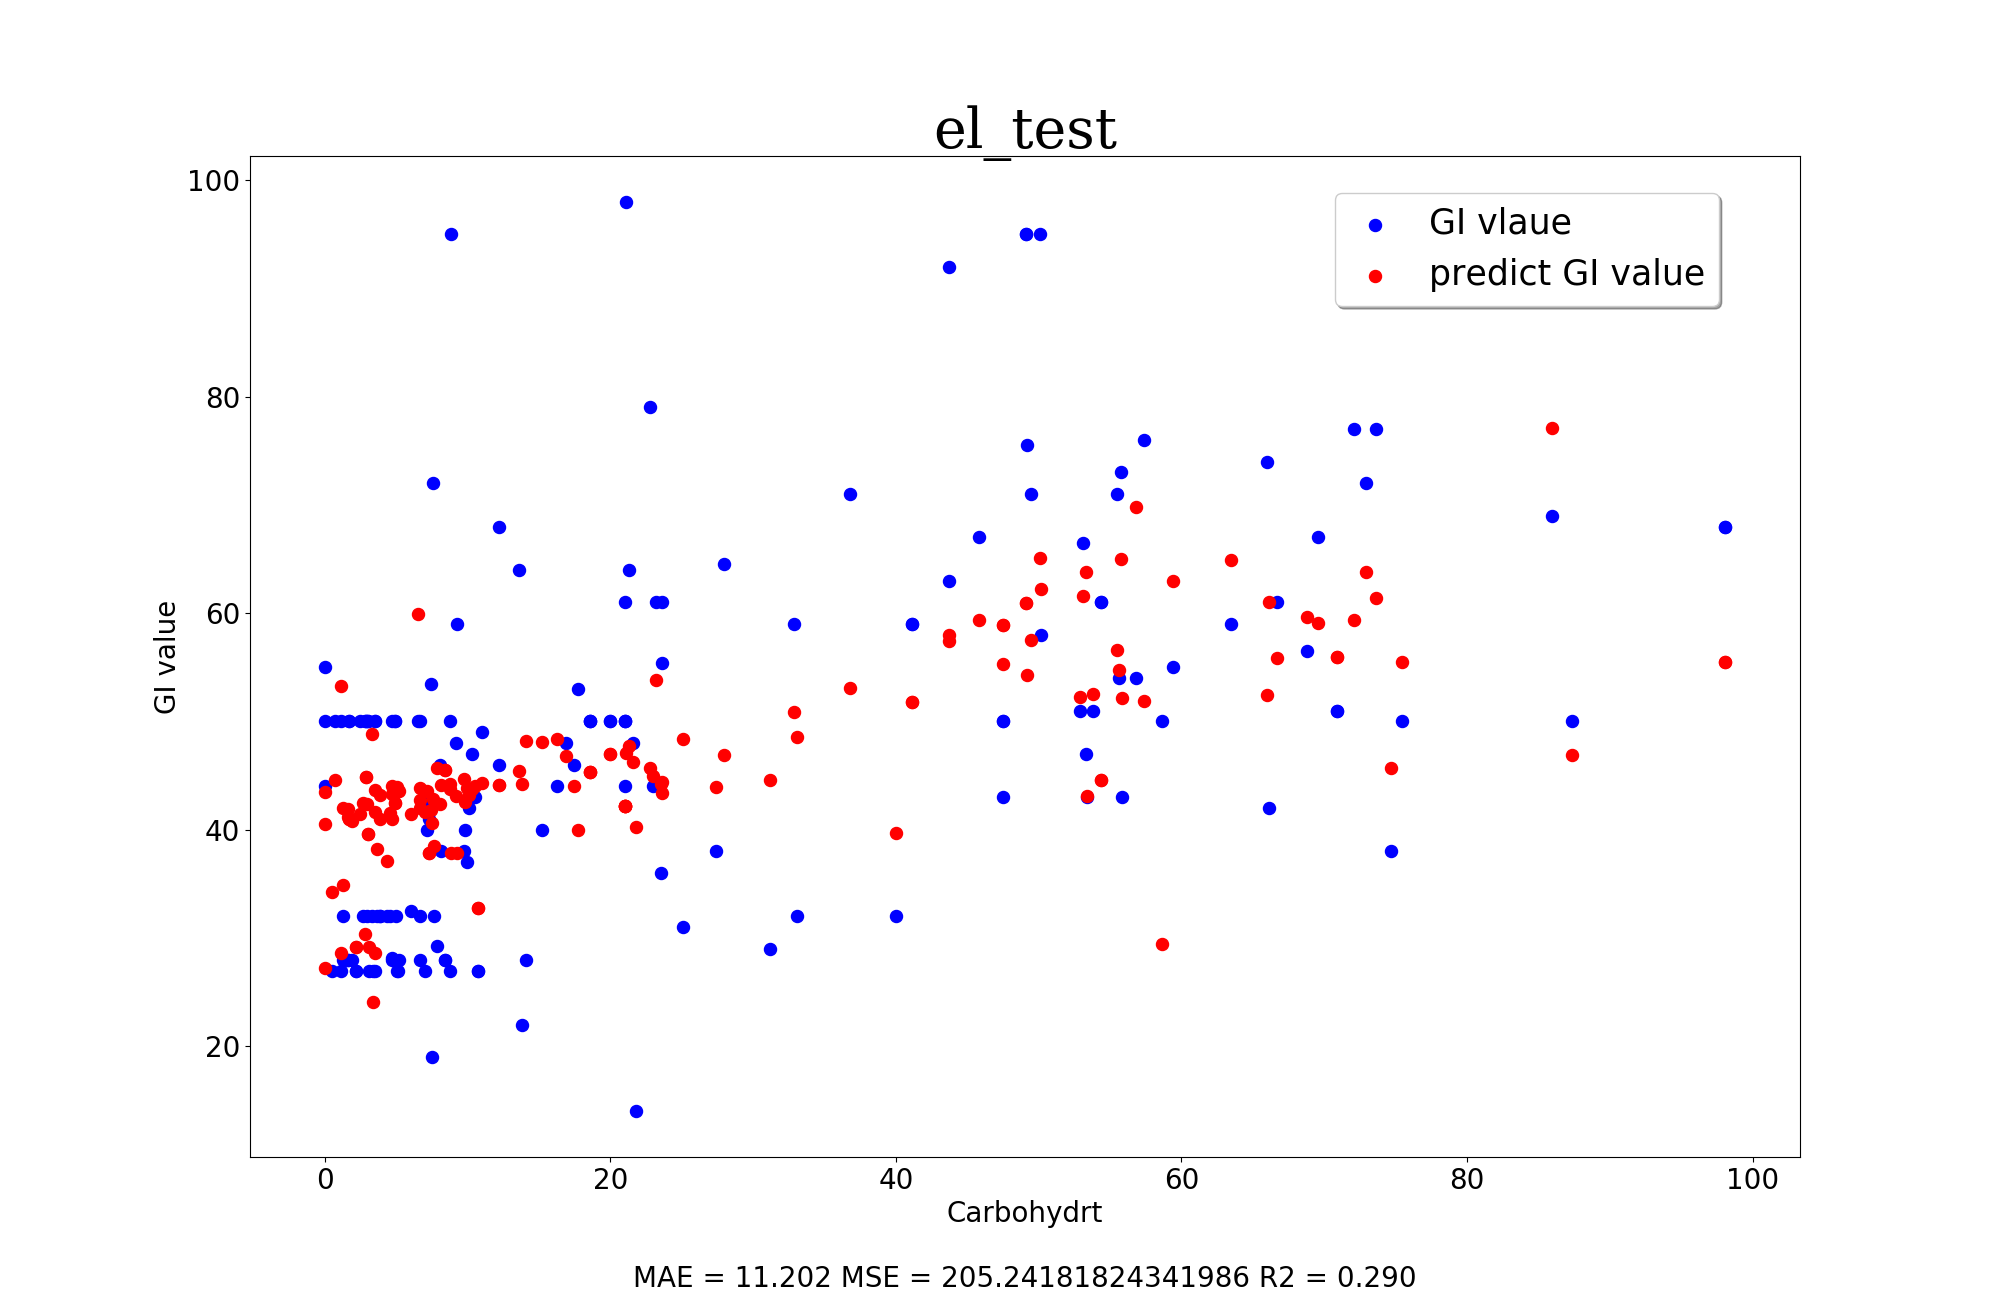 el_test
100
80
60
40
20
GI value
GI vlaue
predict GI value
0 20 40 60 80 100
Carbohydrt
MAE = 11.202 MSE = 205.24181824341986 R2 = 0.290